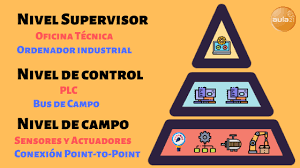 Nivel Supervisor
Oficina Técnica
Ordenador industrial
Nivel de control
PLC
Bus de Campo
Nivel de campo
Sensores y Actuadores
Conexión Point-to-Point
aula